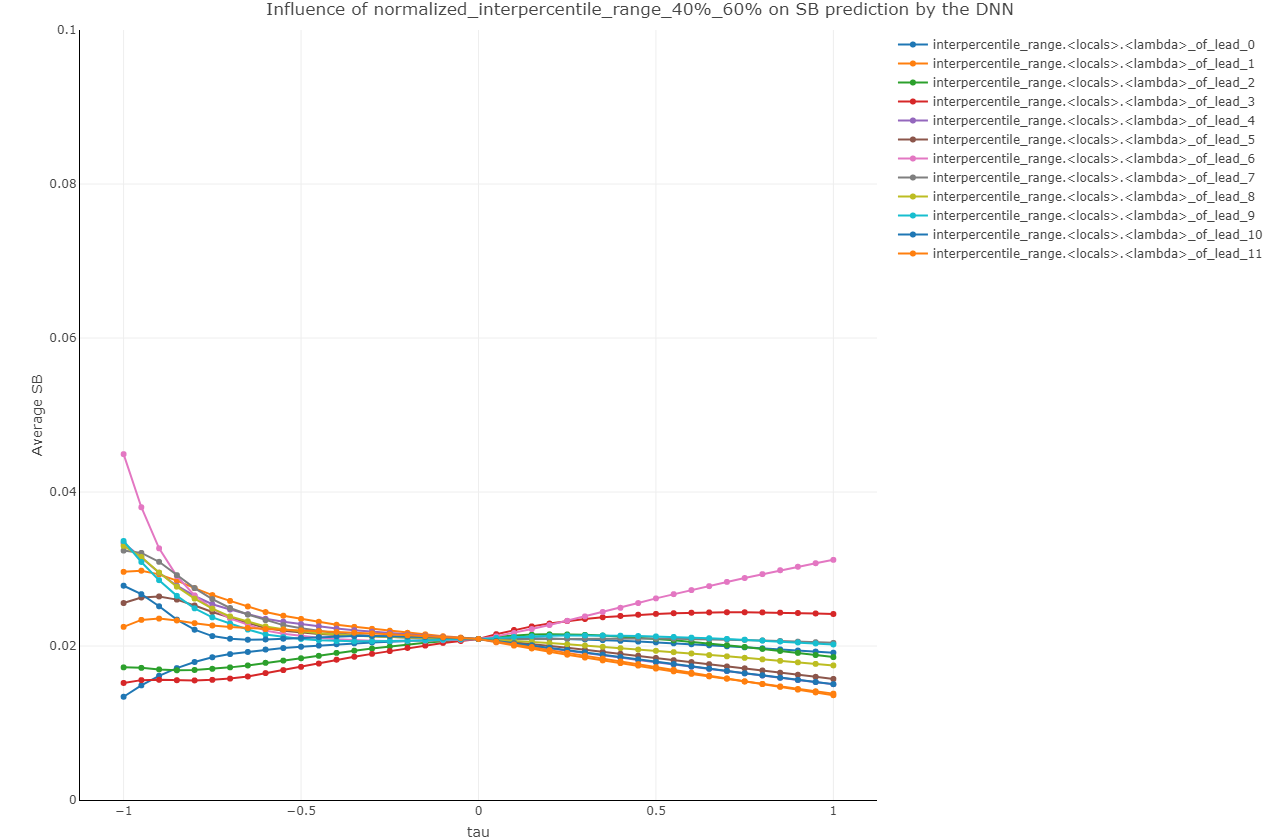 Influence of normalized_interpercentile_range_40%_60% on SB prediction by the DNN
0.1
0.08
0.06
0.04
0.02
0
Average SB
−1
−0.5
0
0.5
1
tau
interpercentile_range.<locals>.<lambda>_of_lead_0
interpercentile_range.<locals>.<lambda>_of_lead_1
interpercentile_range.<locals>.<lambda>_of_lead_2
interpercentile_range.<locals>.<lambda>_of_lead_3
interpercentile_range.<locals>.<lambda>_of_lead_4
interpercentile_range.<locals>.<lambda>_of_lead_5
interpercentile_range.<locals>.<lambda>_of_lead_6
interpercentile_range.<locals>.<lambda>_of_lead_7
interpercentile_range.<locals>.<lambda>_of_lead_8
interpercentile_range.<locals>.<lambda>_of_lead_9
interpercentile_range.<locals>.<lambda>_of_lead_10
interpercentile_range.<locals>.<lambda>_of_lead_11